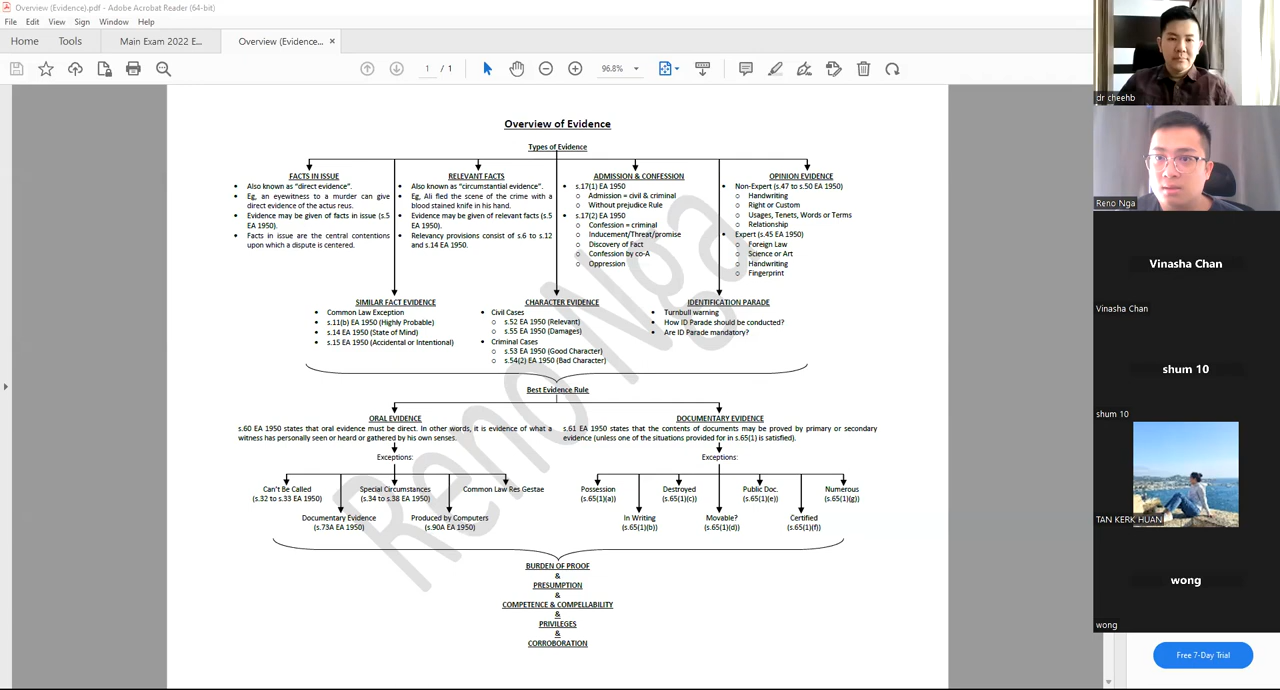 Overview (Evidence).pdf - Adobe Acrobat Reader (64-bit)
File Edit View Sign Window Help
Home Tools Main Exam 2022 E... Overview (Evidence... ×
1 / 1 96.8%
Overview of Evidence
Types of Evidence
FACTS IN ISSUE
• Also known as "direct evidence".
• Eg, an eyewitness to a murder can give
direct evidence of the actus reus.
• Evidence may be given of facts in issue (s.5
EA 1950).
• Facts in issue are the central contentions
upon which a dispute is centered.
RELEVANT FACTS
• Also known as "circumstantial evidence".
• Eg, Ali fled the scene of the crime with a
blood stained knife in his hand.
• Evidence may be given of relevant facts (s.5
EA 1950).
• Relevancy provisions consist of s.6 to s.12
and s.14 EA 1950.
ADMISSION & CONFESSION
• s.17(1) EA 1950
o Admission = civil & criminal
o Without prejudice Rule
• s.17(2) EA 1950
o Confession = criminal
o Inducement/Threat/promise
o Discovery of Fact
o Confession by co-A
o Oppression
OPINION EVIDENCE
• Non-Expert (s.47 to s.50 EA 1950)
o Handwriting
o Right or Custom
o Usages, Tenets, Words or Terms
o Relationship
• Expert (s.45 EA 1950)
o Foreign Law
o Science or Art
o Handwriting
o Fingerprint
SIMILAR FACT EVIDENCE
• Common Law Exception
• s.11(b) EA 1950 (Highly Probable)
• s.14 EA 1950 (State of Mind)
• s.15 EA 1950 (Accidental or Intentional)
CHARACTER EVIDENCE
• Civil Cases
o s.52 EA 1950 (Relevant)
o s.55 EA 1950 (Damages)
• Criminal Cases
o s.53 EA 1950 (Good Character)
o s.54(2) EA 1950 (Bad Character)
IDENTIFICATION PARADE
• Turnbull warning
• How ID Parade should be conducted?
• Are ID Parade mandatory?
Best Evidence Rule
ORAL EVIDENCE
s.60 EA 1950 states that oral evidence must be direct. In other words, it is evidence of what a
witness has personally seen or heard or gathered by his own senses.
Exceptions:
Can't Be Called
(s.32 to s.33 EA 1950)
Special Circumstances
(s.34 to s.38 EA 1950)
Common Law Res Gestae
Documentary Evidence
(s.73A EA 1950)
Produced by Computers
(s.90A EA 1950)
DOCUMENTARY EVIDENCE
s.61 EA 1950 states that the contents of documents may be proved by primary or secondary
evidence (unless one of the situations provided for in s.65(1) is satisfied).
Exceptions:
Possession
(s.65(1)(a))
Destroyed
(s.65(1)(c))
Public Doc.
(s.65(1)(e))
Numerous
(s.65(1)(g))
In Writing
(s.65(1)(b))
Movable?
(s.65(1)(d))
Certified
(s.65(1)(f))
BURDEN OF PROOF
&
PRESUMPTION
&
COMPETENCE & COMPELLABILITY
&
PRIVILEGES
&
CORROBORATION
Reno Nga
dr cheehb
Reno Nga
Vinasha Chan
Vinasha Chan
shum 10
shum 10
TAN KERK HUAN
wong
wong
Free 7-Day Trial